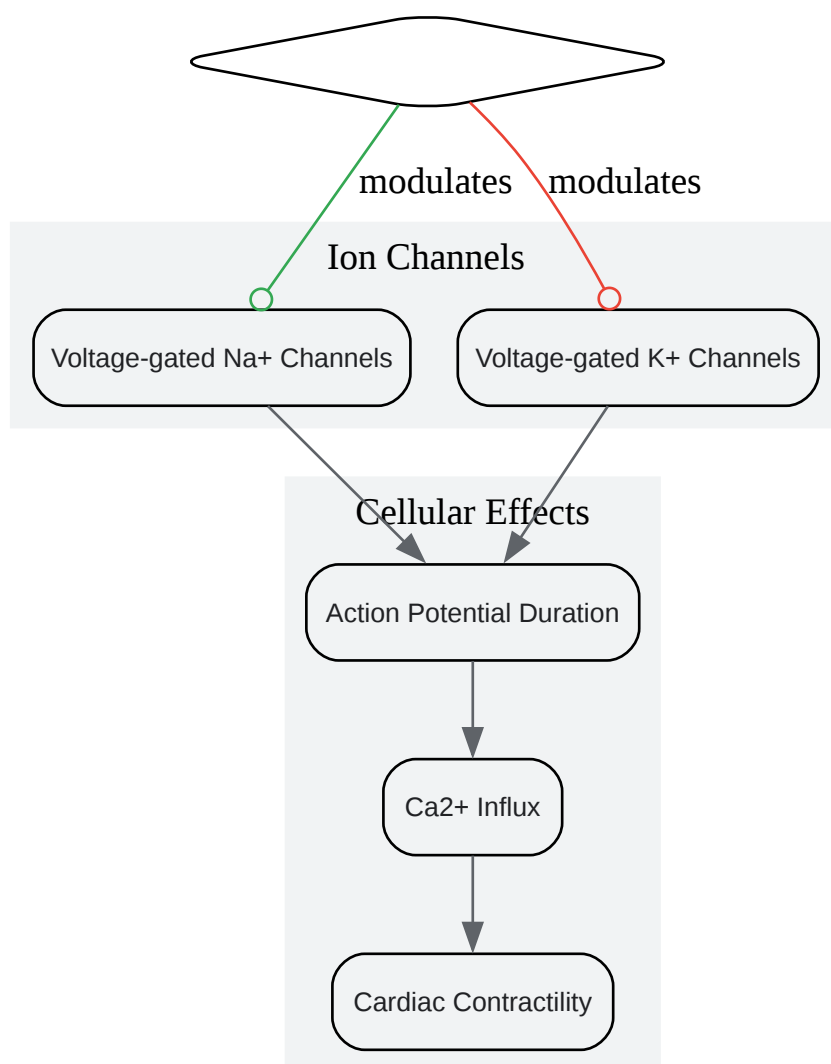 modulates
modulates
Ion Channels
Voltage-gated Na+ Channels
Voltage-gated K+ Channels
Cellular Effects
Action Potential Duration
Ca2+ Influx
Cardiac Contractility